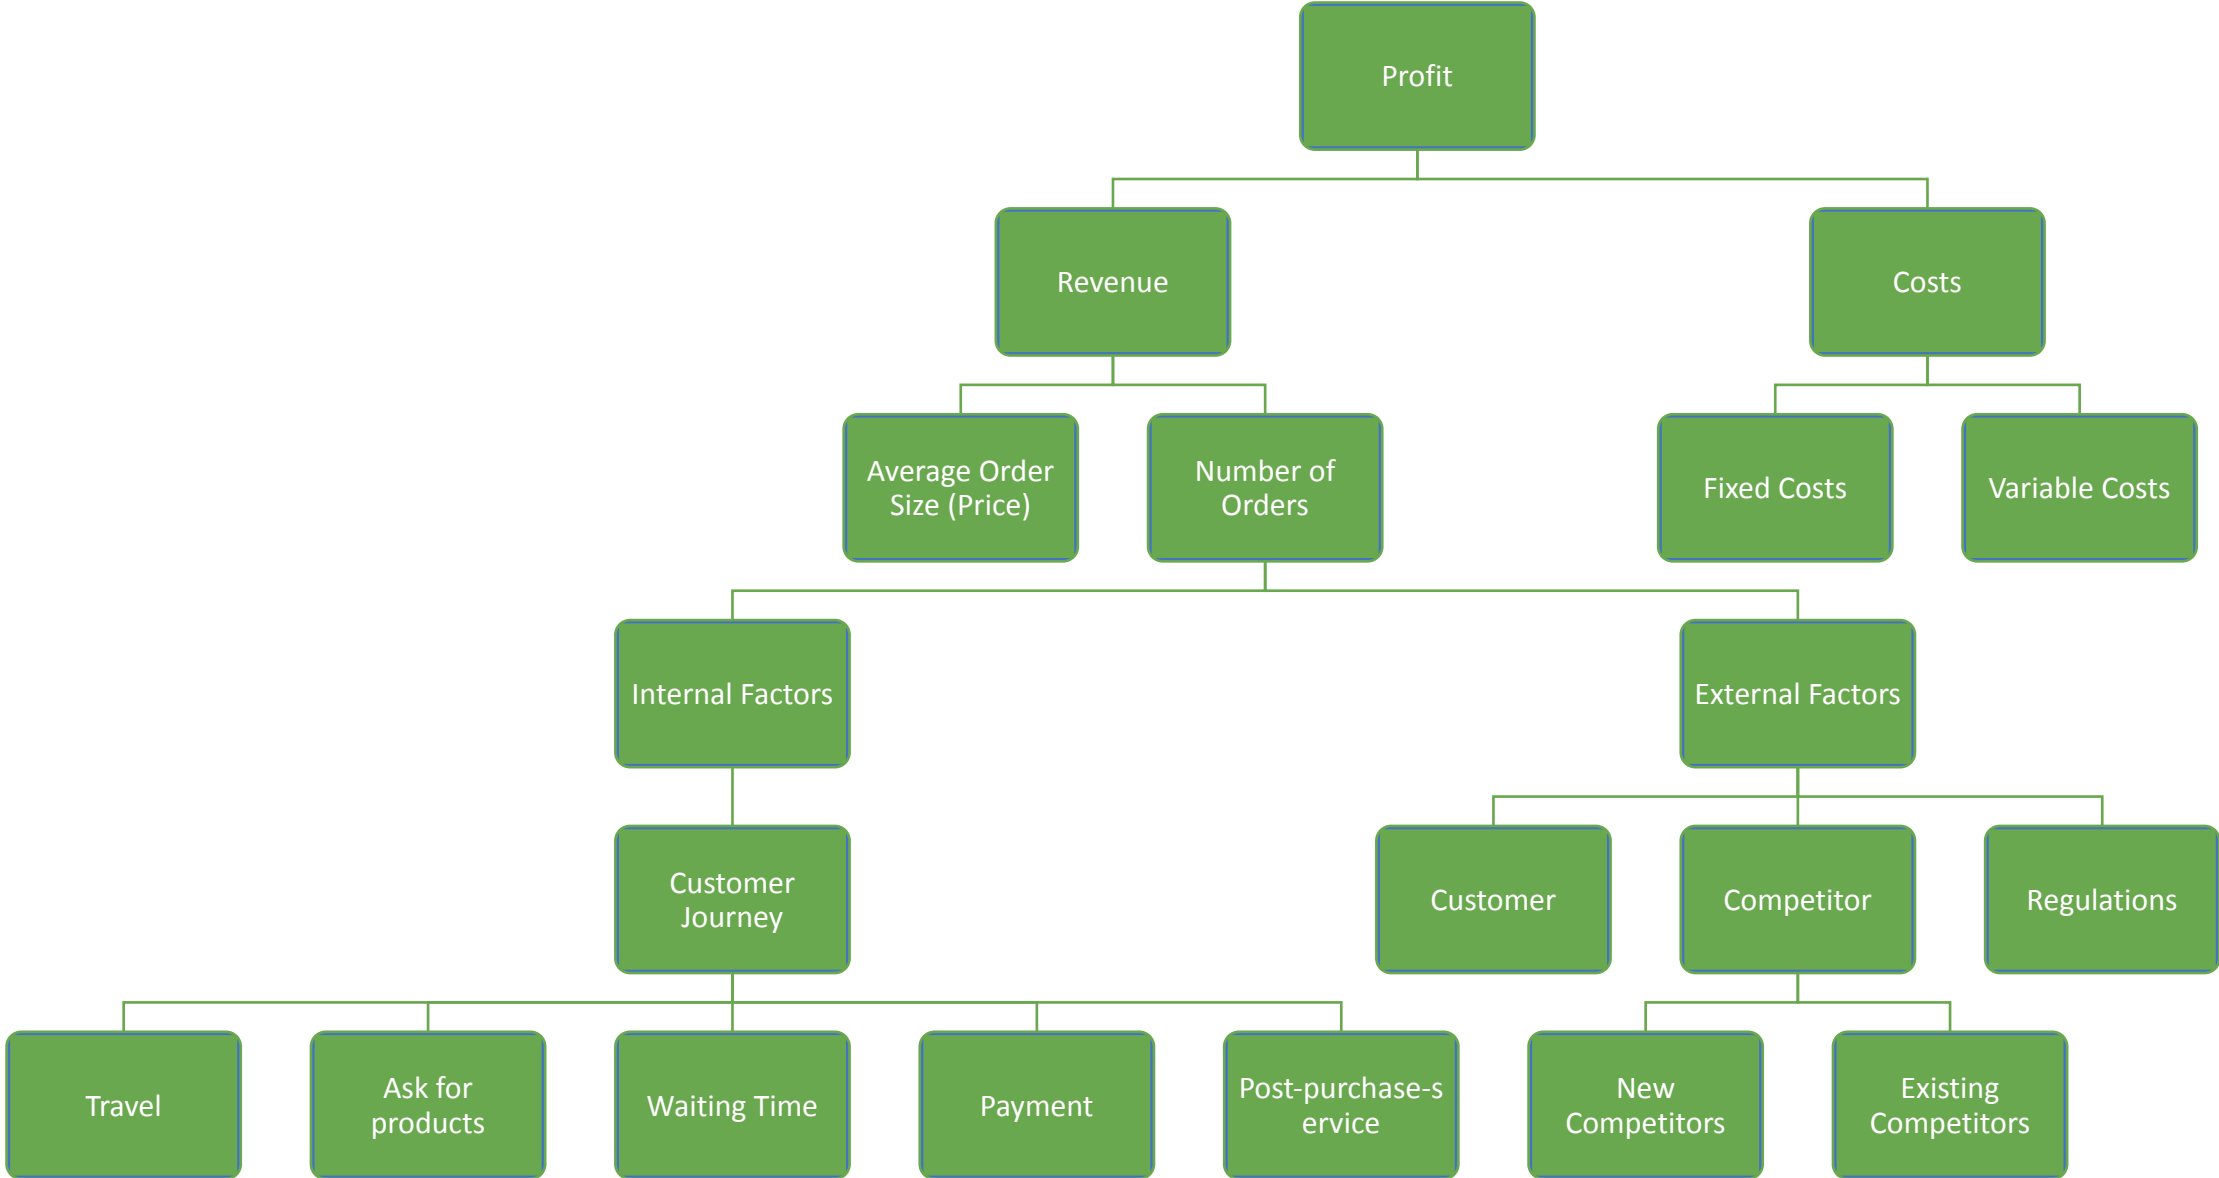 Profit
Revenue
Costs
Average Order
Size (Price)
Number of
Orders
Fixed Costs
Variable Costs
Internal Factors
External Factors
Customer
Journey
Customer
Competitor
Regulations
Travel
Ask for
products
Waiting Time
Payment
Post-purchase-s
ervice
New
Competitors
Existing
Competitors